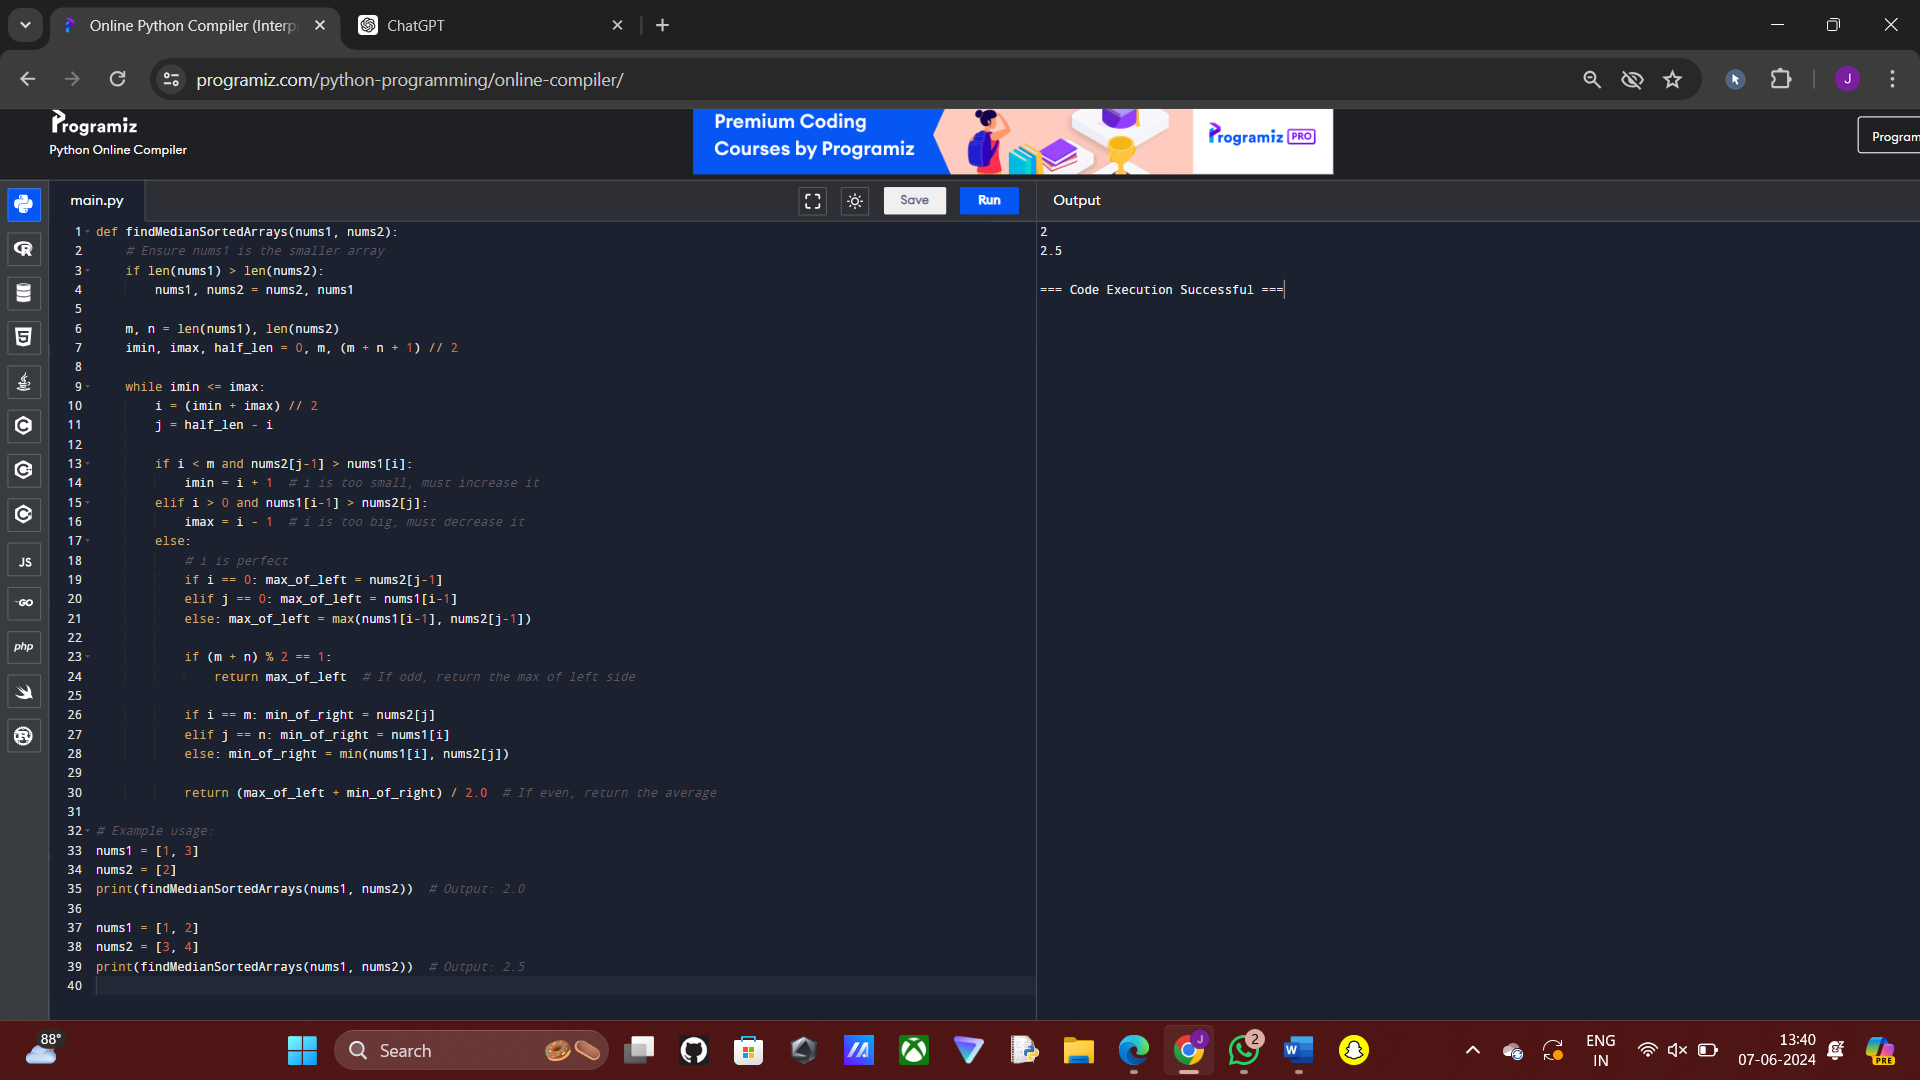 Online Python Compiler (Interp
ChatGPT
programiz.com/python-programming/online-compiler/
J
Programiz
Python Online Compiler
Premium Coding
Courses by Programiz
Programiz PRO
Program
main.py
Save
Run
Output
1 def findMedianSortedArrays(nums1, nums2):
2 # Ensure nums1 is the smaller array
3 if len(nums1) > len(nums2):
4 nums1, nums2 = nums2, nums1
5
6 m, n = len(nums1), len(nums2)
7 imin, imax, half_len = 0, m, (m + n + 1) // 2
8
9 while imin <= imax:
10 i = (imin + imax) // 2
11 j = half_len - i
12
13 if i < m and nums2[j-1] > nums1[i]:
14 imin = i + 1 # i is too small, must increase it
15 elif i > 0 and nums1[i-1] > nums2[j]:
16 imax = i - 1 # i is too big, must decrease it
17 else:
18 # i is perfect
19 if i == 0: max_of_left = nums2[j-1]
20 elif j == 0: max_of_left = nums1[i-1]
21 else: max_of_left = max(nums1[i-1], nums2[j-1])
22
23 if (m + n) % 2 == 1:
24 return max_of_left # If odd, return the max of left side
25
26 if i == m: min_of_right = nums2[j]
27 elif j == n: min_of_right = nums1[i]
28 else: min_of_right = min(nums1[i], nums2[j])
29
30 return (max_of_left + min_of_right) / 2.0 # If even, return the average
31
32 # Example usage:
33 nums1 = [1, 3]
34 nums2 = [2]
35 print(findMedianSortedArrays(nums1, nums2)) # Output: 2.0
36
37 nums1 = [1, 2]
38 nums2 = [3, 4]
39 print(findMedianSortedArrays(nums1, nums2)) # Output: 2.5
40
2
2.5
=== Code Execution Successful ===
JS
GO
php
88°
Search
J
2
W
ENG
IN
13:40
07-06-2024
PRE